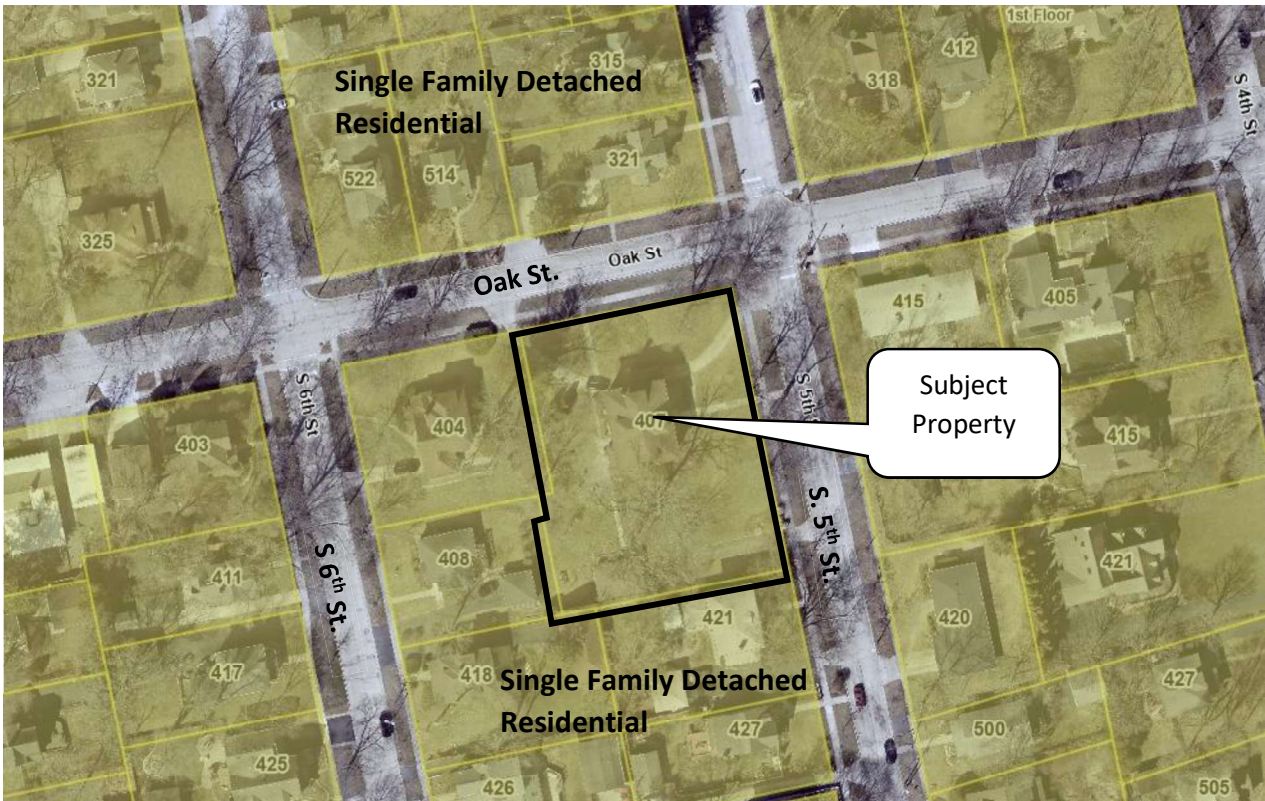 1st Floor
321
315
318
412
Single Family Detached
Residential
S 4th St
522
514
321
325
Oak St.
Oak St
415
405
Subject
Property
S 6th St
S 5th
403
404
407
415
S. 5th St.
S 6th St.
411
408
421
420
421
417
418
Single Family Detached
Residential
427
427
500
425
426
505